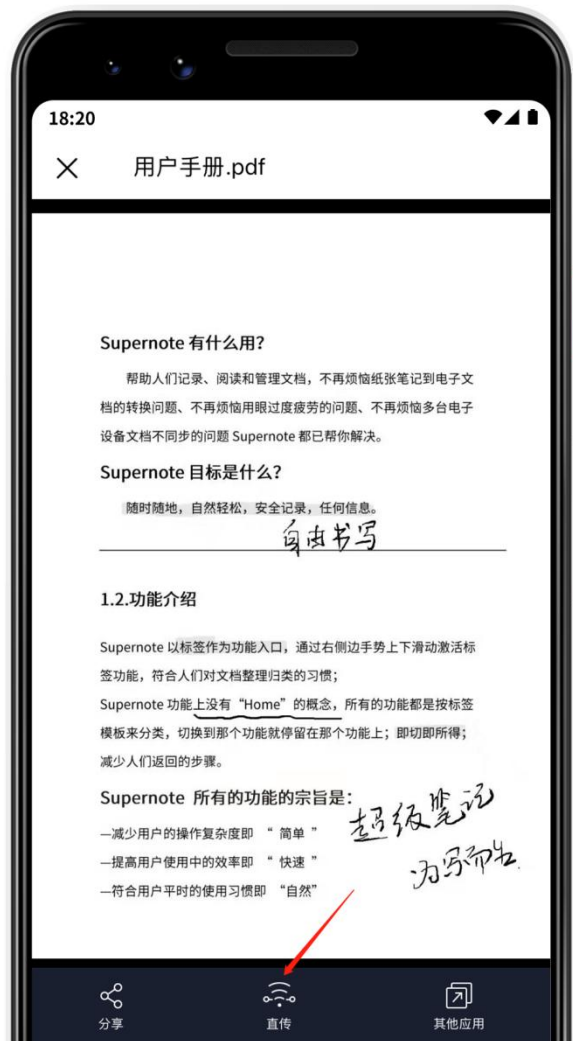 18:20
用户手册.pdf
Supernote 有什么用?
帮助人们记录、阅读和管理文档，不再烦恼纸张笔记到电子文
档的转换问题、不再烦恼用眼过度疲劳的问题、不再烦恼多台电子
设备文档不同步的问题 Supernote 都已帮你解决。
Supernote 目标是什么?
随时随地，自然轻松，安全记录，任何信息。
自由书写
1.2.功能介绍
Supernote 以标签作为功能入口，通过右侧边手势上下滑动激活标
签功能，符合人们对文档整理归类的习惯；
Supernote 功能上没有“Home”的概念，所有的功能都是按标签
模板来分类，切换到那个功能就停留在那个功能上；即切即所得；
减少人们返回的步骤。
Supernote 所有的功能的宗旨是：
超级笔记
—减少用户的操作复杂度即 “ 简单 ”
—提高用户使用中的效率即 “ 快速 ”
为写而生
—符合用户平时的使用习惯即 “自然”
分享
直传
其他应用